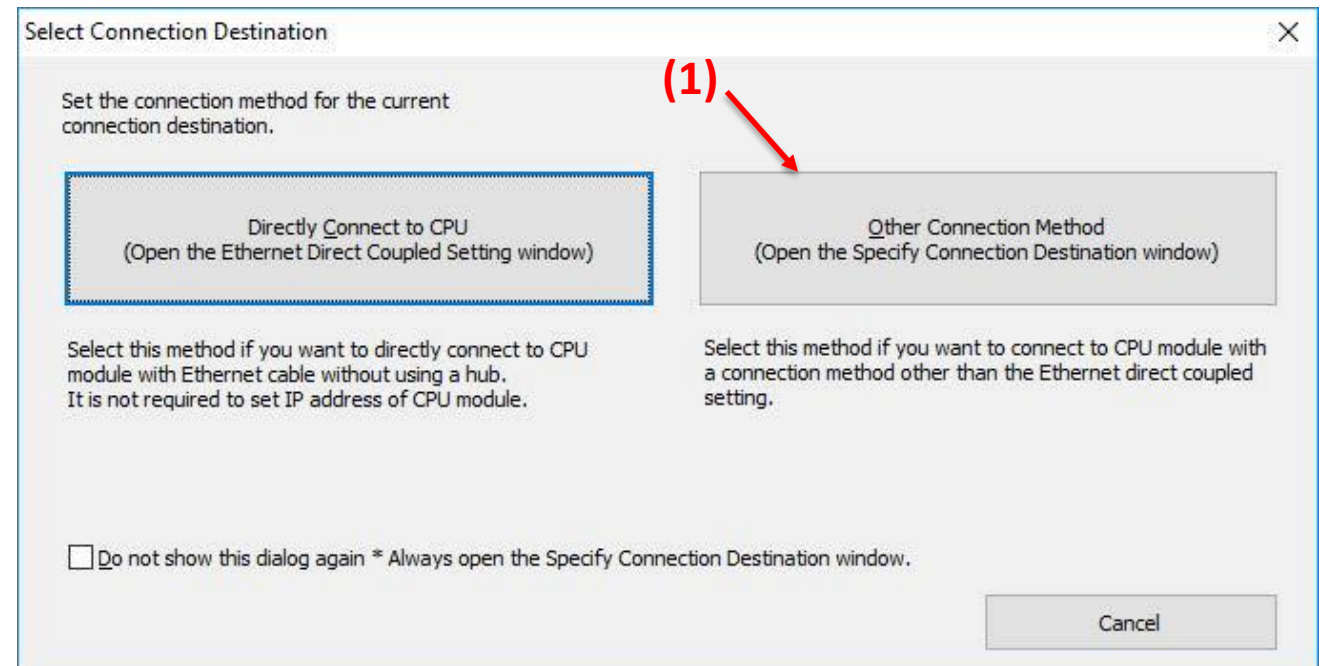 Select Connection Destination
(1)
Set the connection method for the current
connection destination.
Directly Connect to CPU
(Open the Ethernet Direct Coupled Setting window)
Other Connection Method
(Open the Specify Connection Destination window)
Select this method if you want to directly connect to CPU
module with Ethernet cable without using a hub.
It is not required to set IP address of CPU module.
Select this method if you want to connect to CPU module with
a connection method other than the Ethernet direct coupled
setting.
Do not show this dialog again * Always open the Specify Connection Destination window.
Cancel